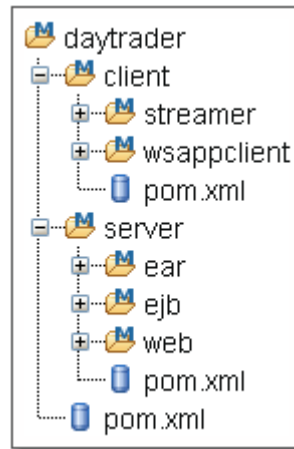 daytrader
client
streamer
wsappclient
pom.xml
server
ear
ejb
web
pom.xml
pom.xml